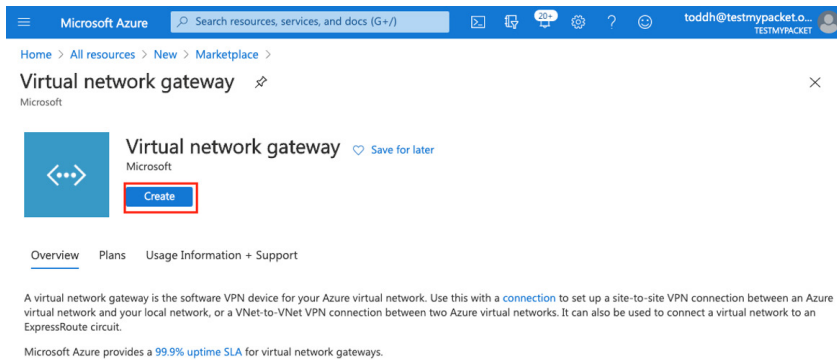 Microsoft Azure
Search resources, services, and docs (G+/)
20+
toddh@testmypacket.o...
TESTMYPACKET
Home > All resources > New > Marketplace >
Virtual network gateway
Microsoft
Virtual network gateway
Save for later
Microsoft
Create
Overview Plans Usage Information + Support
A virtual network gateway is the software VPN device for your Azure virtual network. Use this with a connection to set up a site-to-site VPN connection between an Azure
virtual network and your local network, or a VNet-to-VNet VPN connection between two Azure virtual networks. It can also be used to connect a virtual network to an
ExpressRoute circuit.
Microsoft Azure provides a 99.9% uptime SLA for virtual network gateways.